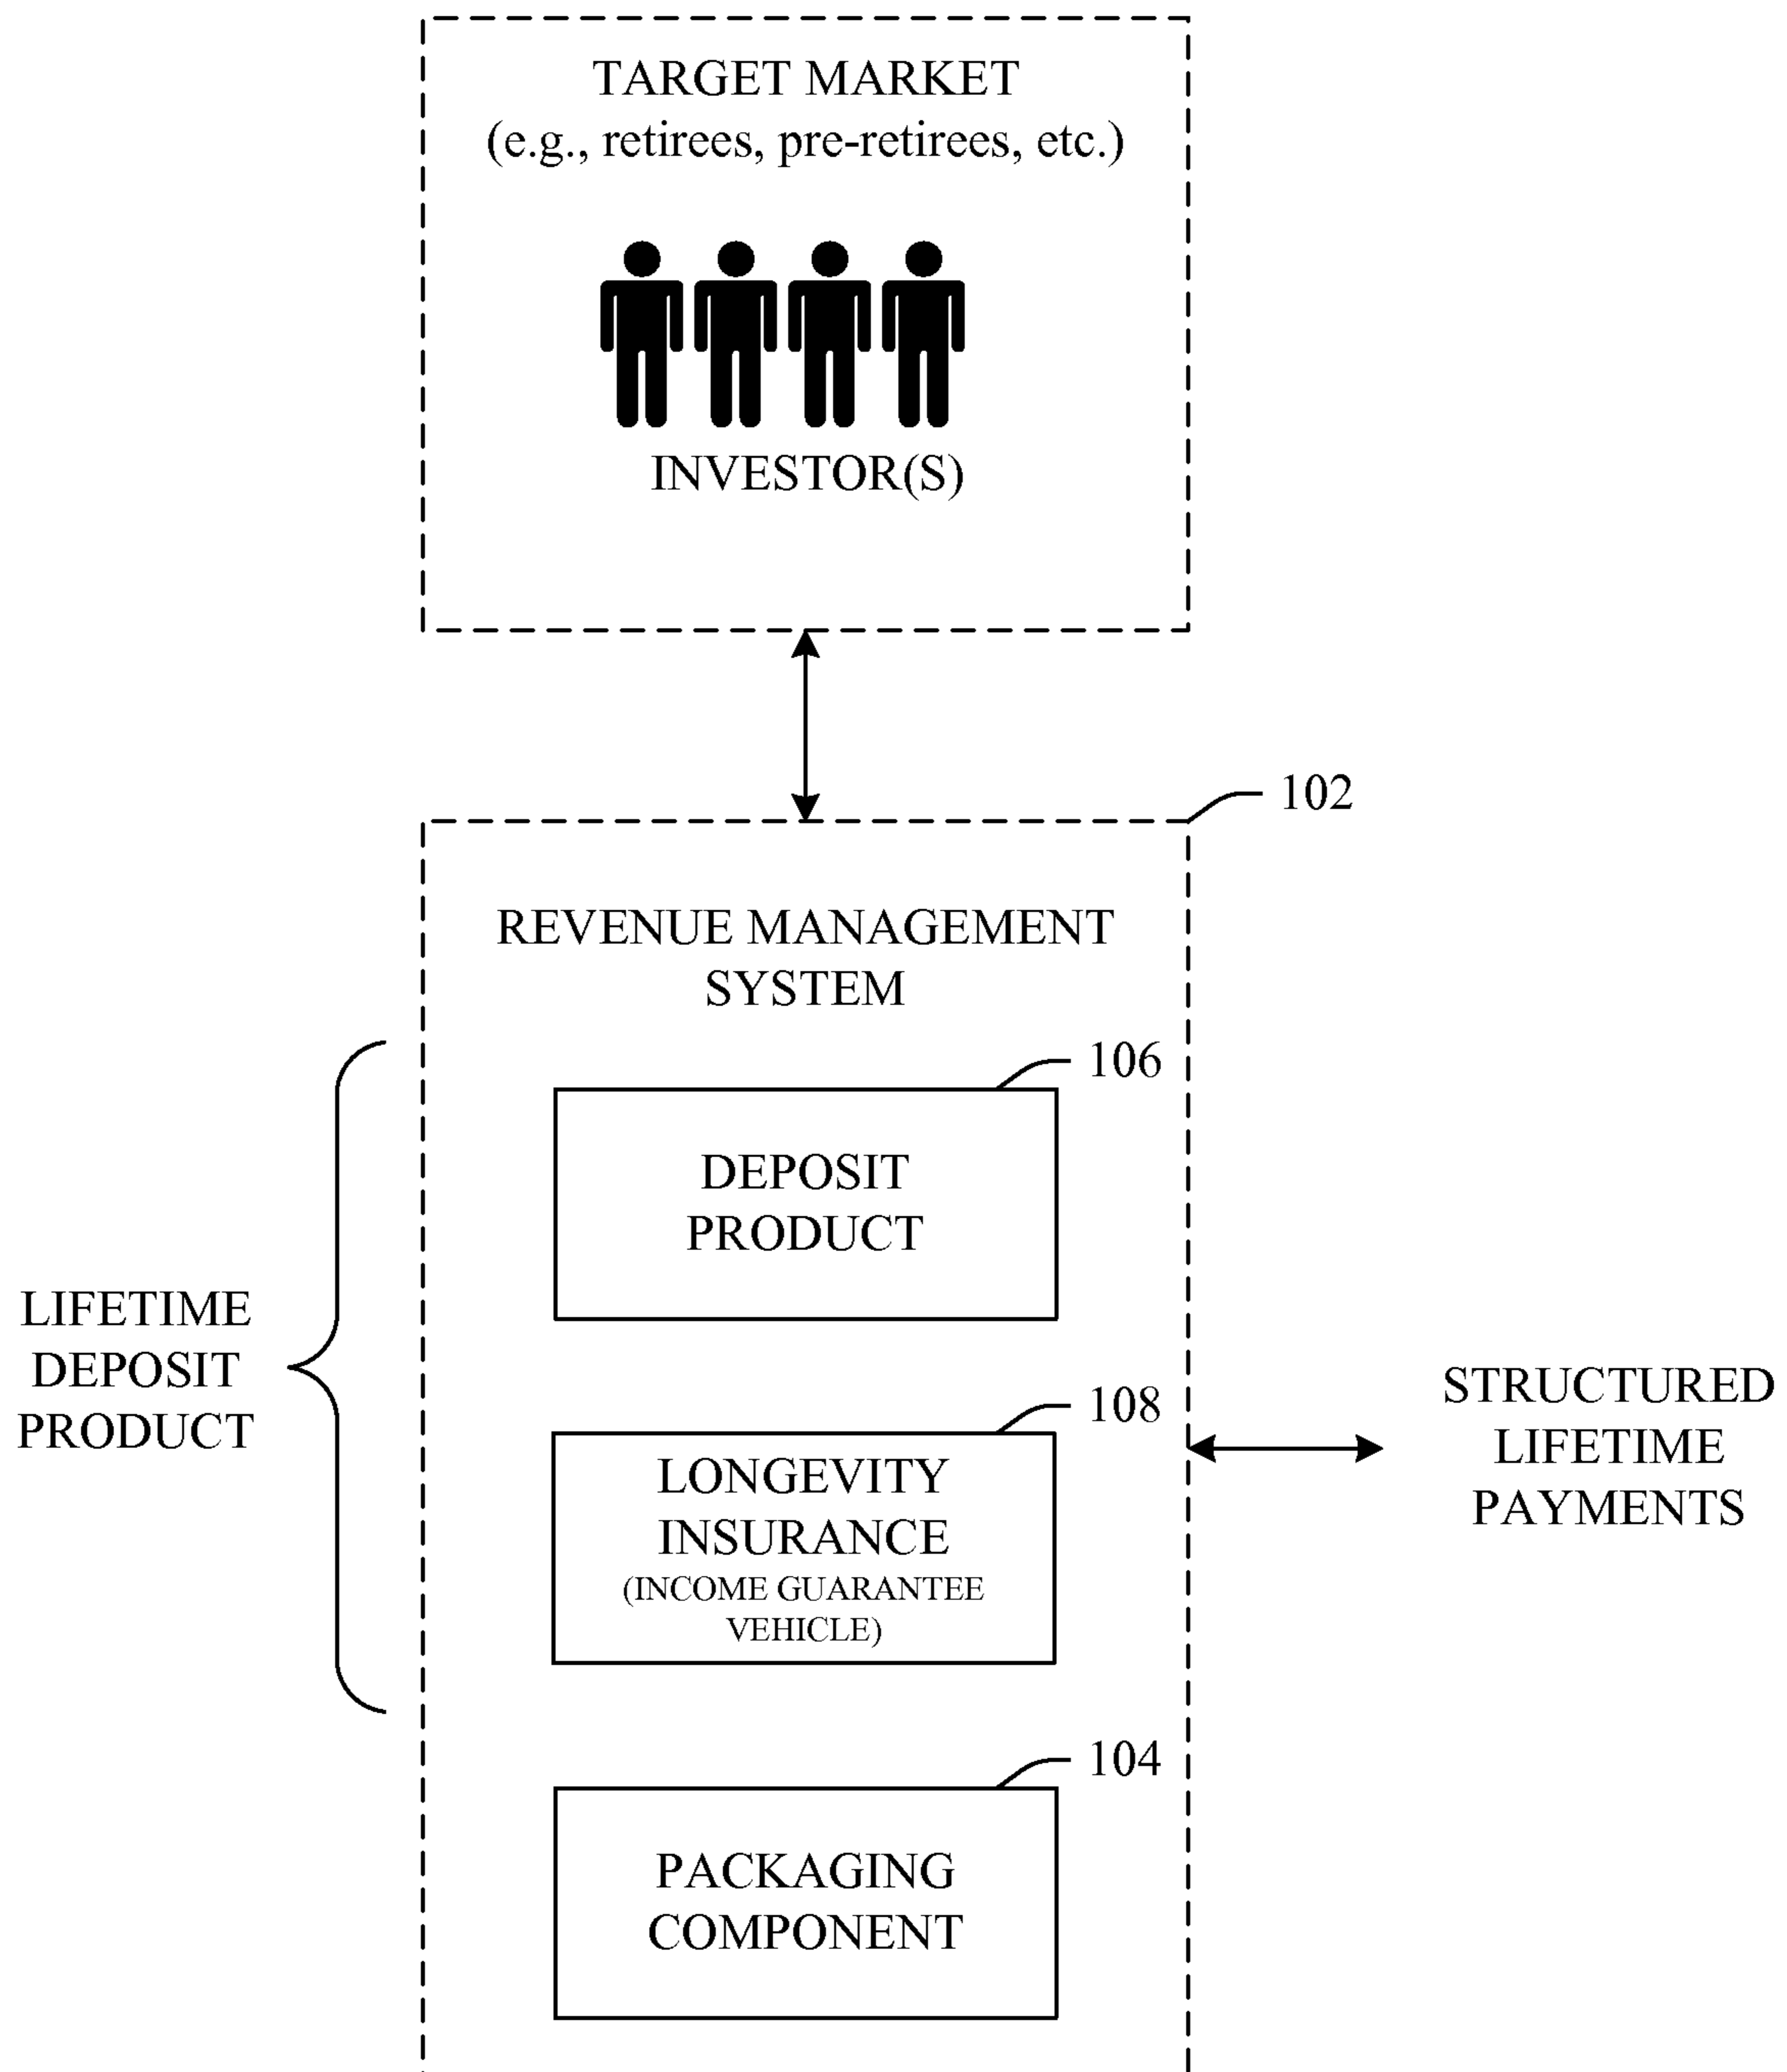 TARGET MARKET
(e.g., retirees, pre-retirees, etc.)
INVESTOR(S)
102
REVENUE MANAGEMENT
SYSTEM
106
DEPOSIT
PRODUCT
LIFETIME
DEPOSIT
PRODUCT
108
LONGEVITY
INSURANCE
(INCOME GUARANTEE
VEHICLE)
STRUCTURED
LIFETIME
PAYMENTS
104
PACKAGING
COMPONENT